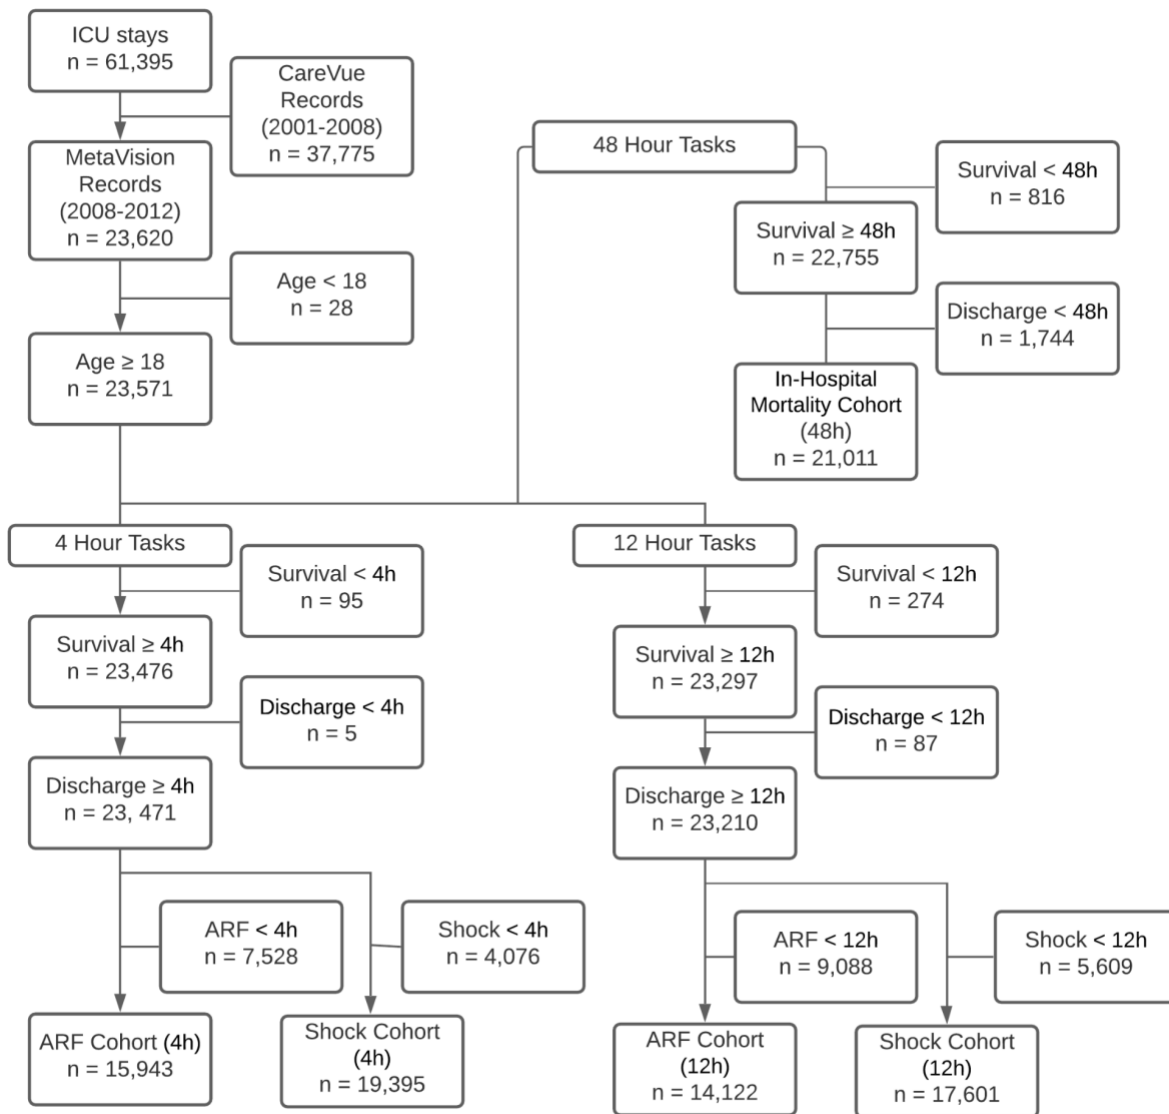 ICU stays
n = 61,395
CareVue
Records
(2001-2008)
n = 37,775
MetaVision
Records
(2008-2012)
n = 23,620
Age < 18
n = 28
Age ≥ 18
n = 23,571
48 Hour Tasks
Survival < 48h
n = 816
Survival ≥ 48h
n = 22,755
Discharge < 48h
n = 1,744
In-Hospital
Mortality Cohort
(48h)
n = 21,011
4 Hour Tasks
Survival < 4h
n = 95
Survival ≥ 4h
n = 23,476
Discharge < 4h
n = 5
Discharge ≥ 4h
n = 23, 471
ARF < 4h
n = 7,528
Shock < 4h
n = 4,076
ARF Cohort (4h)
n = 15,943
Shock Cohort
(4h)
n = 19,395
12 Hour Tasks
Survival < 12h
n = 274
Survival ≥ 12h
n = 23,297
Discharge < 12h
n = 87
Discharge ≥ 12h
n = 23,210
ARF < 12h
n = 9,088
Shock < 12h
n = 5,609
ARF Cohort
(12h)
n = 14,122
Shock Cohort
(12h)
n = 17,601